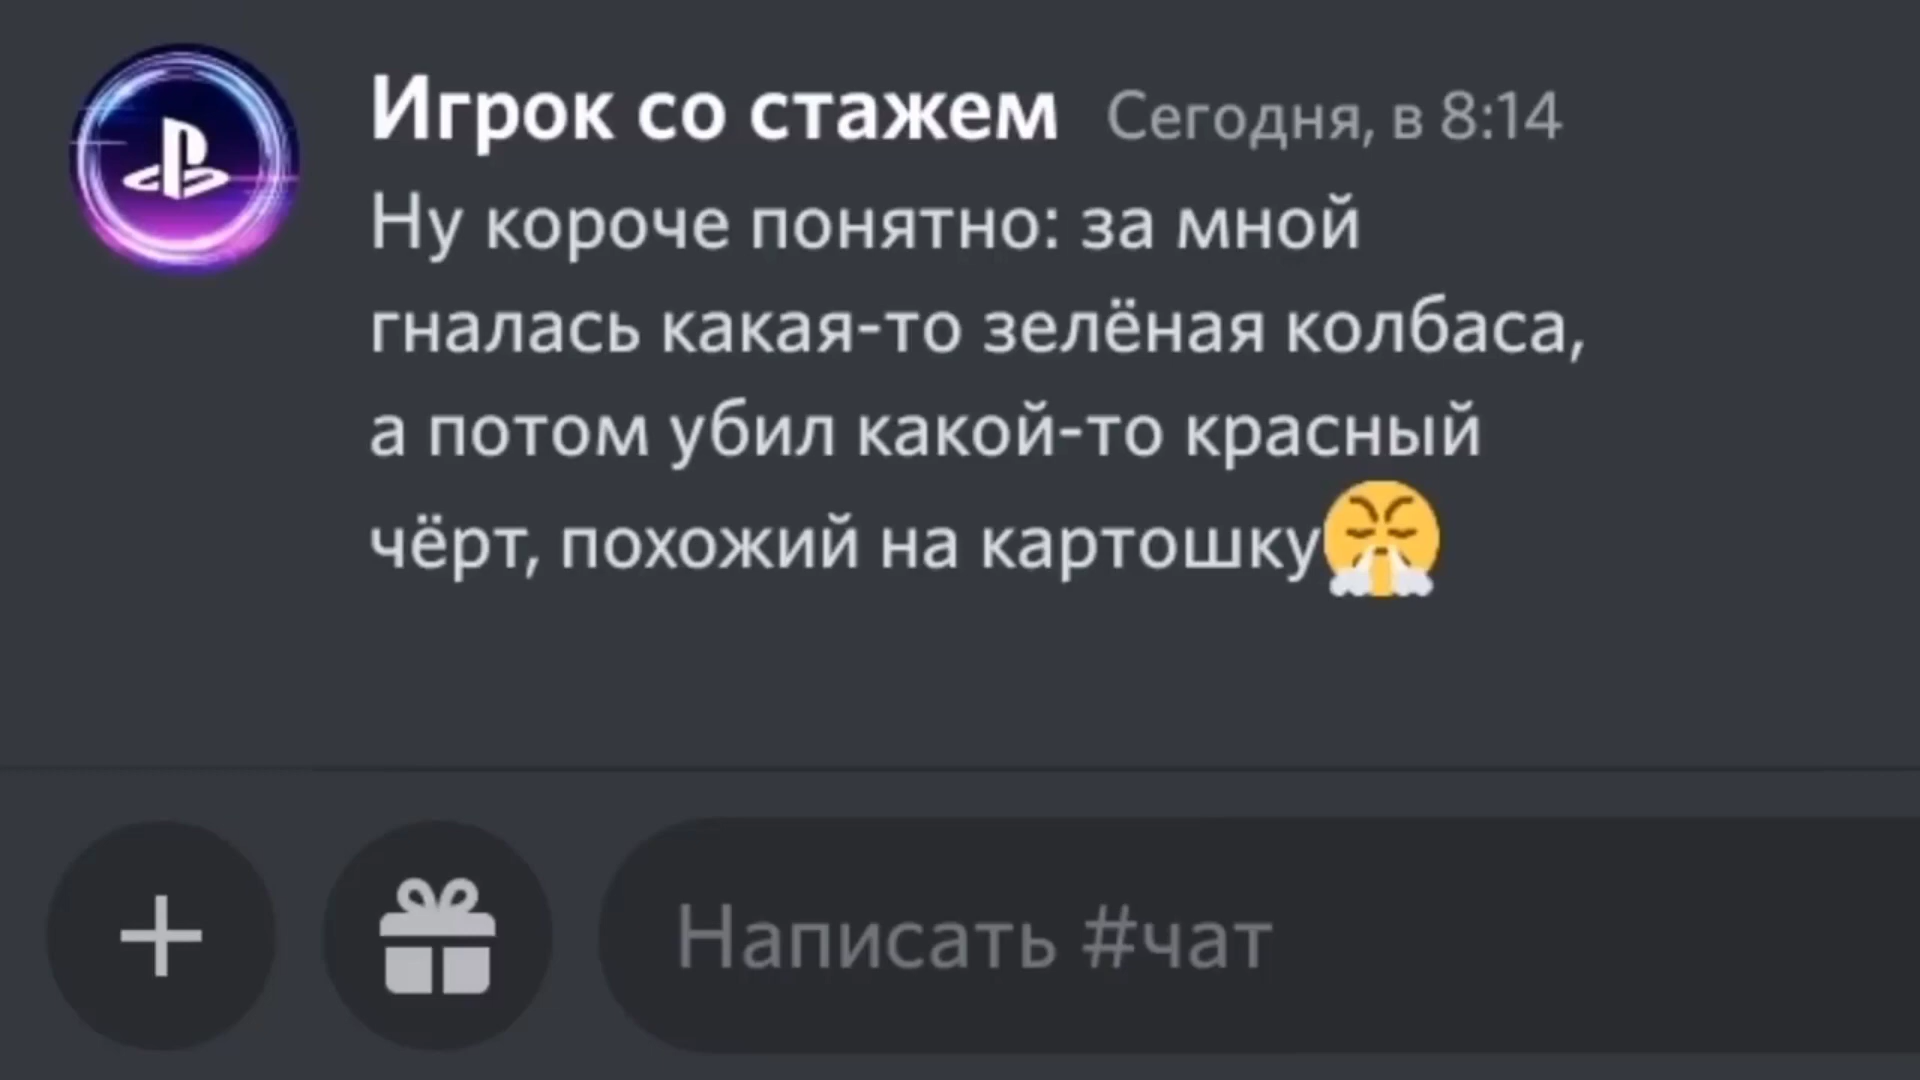 Игрок со стажем Сегодня, в 8:14
Ну короче понятно: за мной
гналась какая-то зелёная колбаса,
а потом убил какой-то красный
чёрт, похожий на картошку😤
Написать #чат